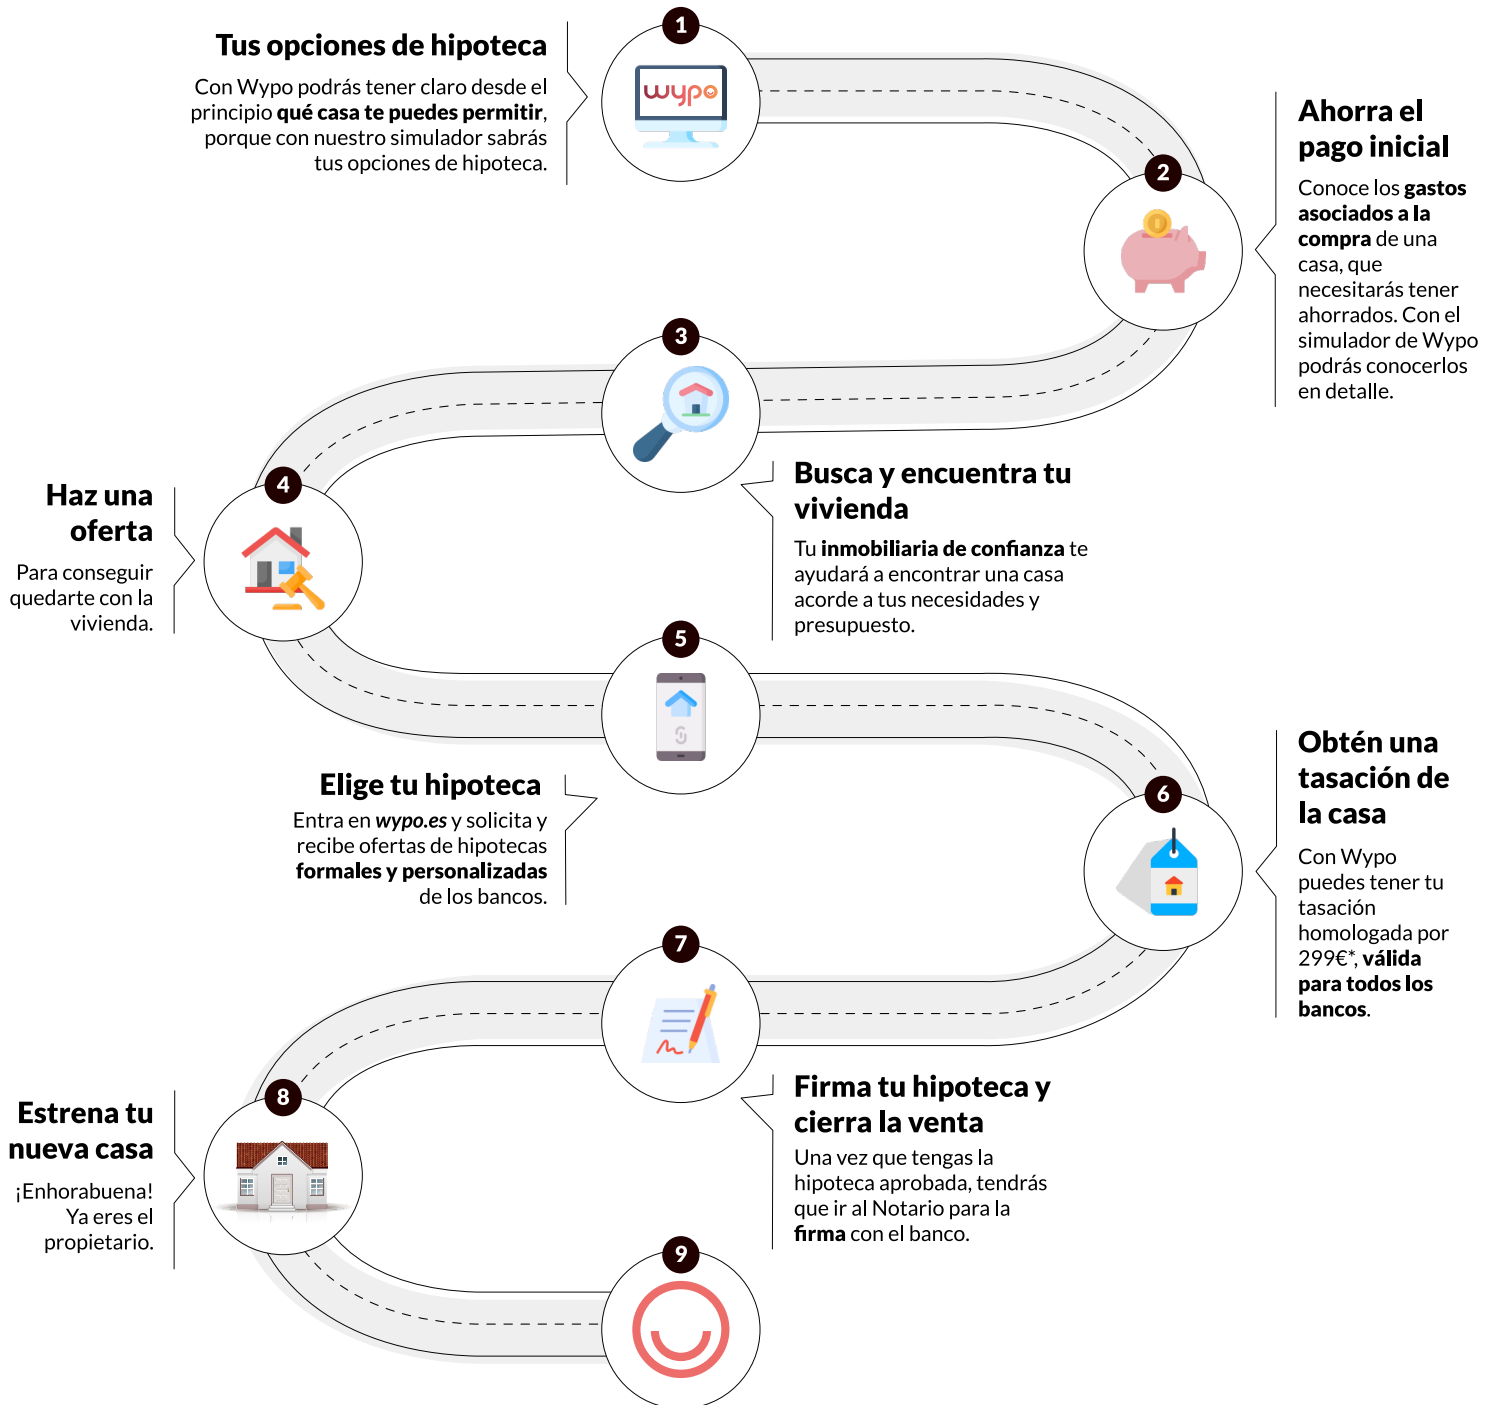 1
Tus opciones de hipoteca
Con Wypo podrás tener claro desde el
principio qué casa te puedes permitir,
porque con nuestro simulador sabrás
tus opciones de hipoteca.
wypo
2
Ahorra el
pago inicial
Conoce los gastos
asociados a la
compra de una
casa, que
necesitarás tener
ahorrados. Con el
simulador de Wypo
podrás conocerlos
en detalle.
3
Busca y encuentra tu
vivienda
Tu inmobiliaria de confianza te
ayudará a encontrar una casa
acorde a tus necesidades y
presupuesto.
4
Haz una
oferta
Para conseguir
quedarte con la
vivienda.
5
Elige tu hipoteca
Entra en wypo.es y solicita y
recibe ofertas de hipotecas
formales y personalizadas
de los bancos.
6
Obtén una
tasación de
la casa
Con Wypo
puedes tener tu
tasación
homologada por
299€*, válida
para todos los
bancos.
7
Firma tu hipoteca y
cierra la venta
Una vez que tengas la
hipoteca aprobada, tendrás
que ir al Notario para la
firma con el banco.
8
Estrena tu
nueva casa
¡Enhorabuena!
Ya eres el
propietario.
9